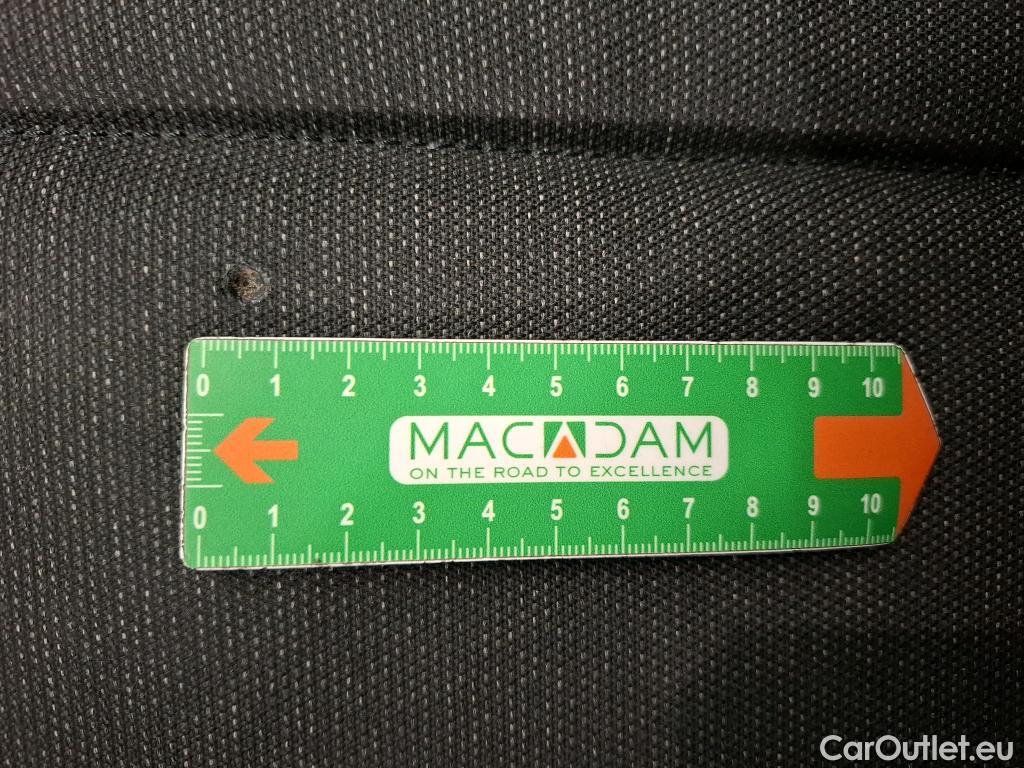 0 1 2 3 4 5 6 7 8 9 10
MACADAM
ON THE ROAD TO EXCELLENCE
0 1 2 3 4 5 6 7 8 9 10
CarOutlet.eu